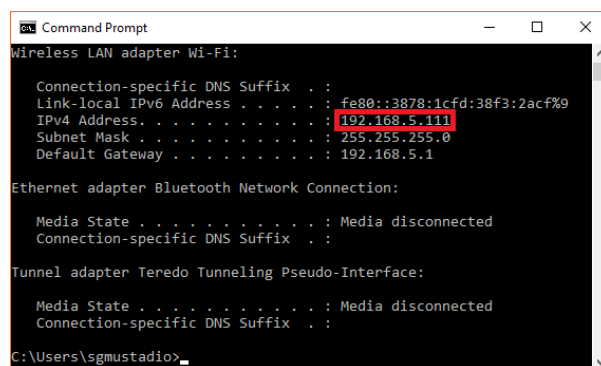 Command Prompt
Wireless LAN adapter Wi-Fi:
Connection-specific DNS Suffix . :
Link-local IPv6 Address . . . . . : fe80::3878:1cfd:38f3:2acf%9
IPv4 Address. . . . . . . . . . . : 192.168.5.111
Subnet Mask . . . . . . . . . . . : 255.255.255.0
Default Gateway . . . . . . . . . : 192.168.5.1
Ethernet adapter Bluetooth Network Connection:
Media State . . . . . . . . . . . : Media disconnected
Connection-specific DNS Suffix . :
Tunnel adapter Teredo Tunneling Pseudo-Interface:
Media State . . . . . . . . . . . : Media disconnected
Connection-specific DNS Suffix . :
C:\Users\sgmustadio>_